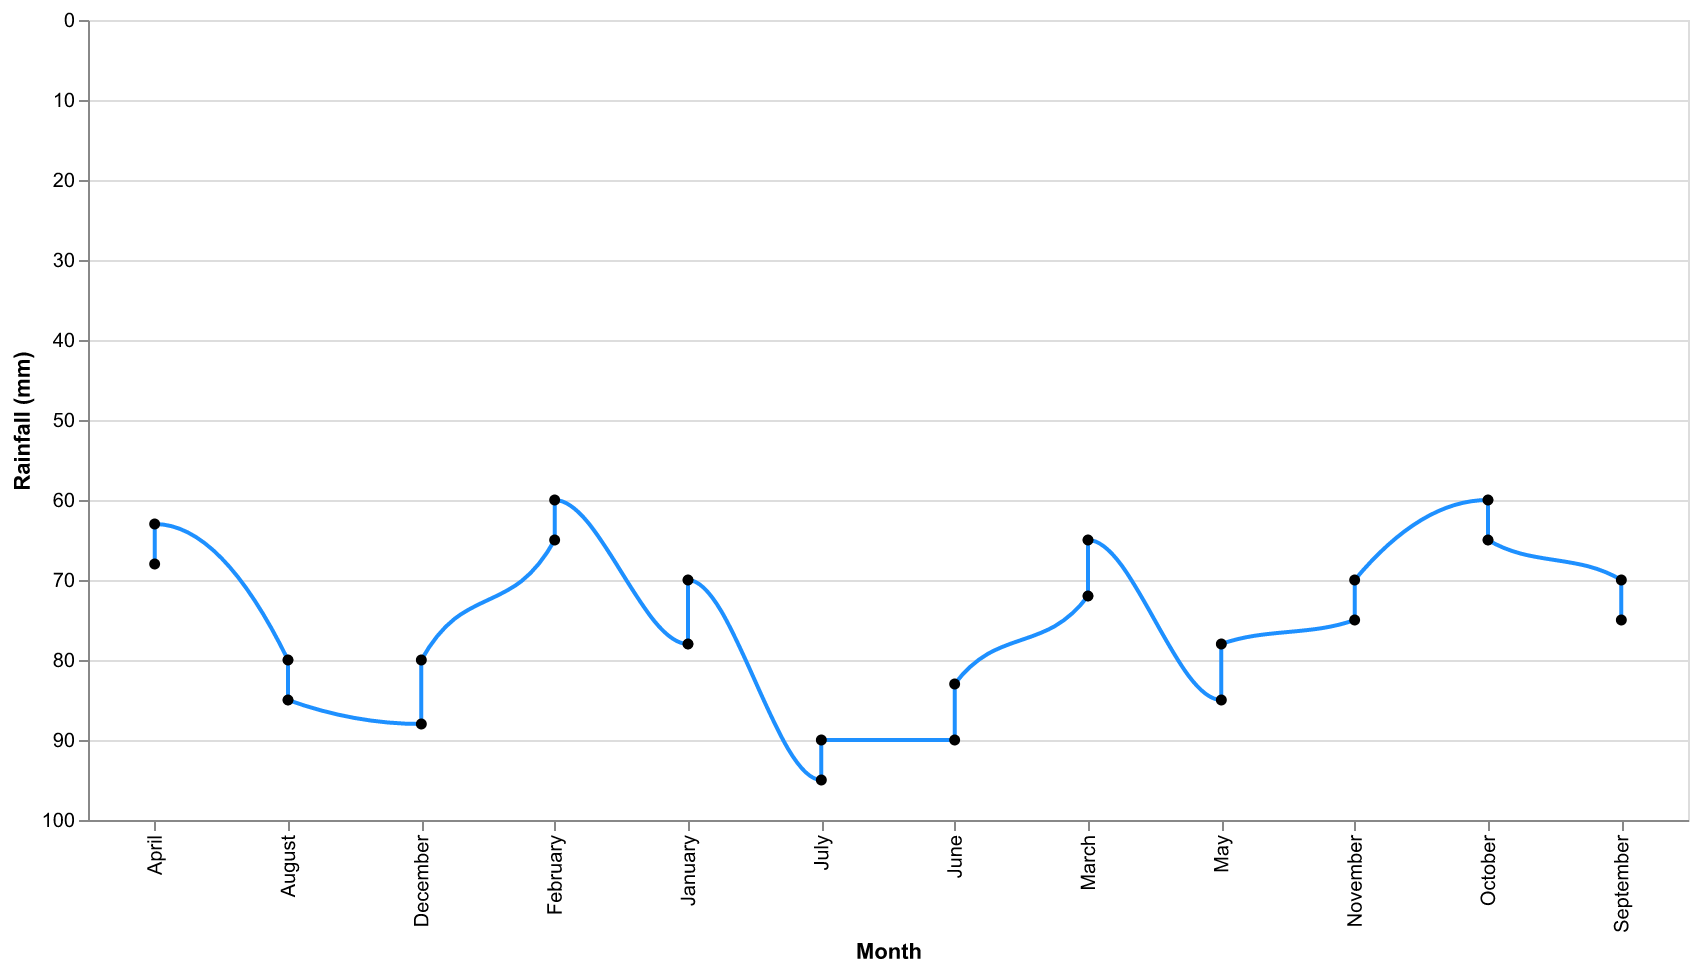 0
10
20
30
40
50
60
70
80
90
100
Rainfall (mm)
April
August
December
February
January
July
June
March
May
November
October
September
Month